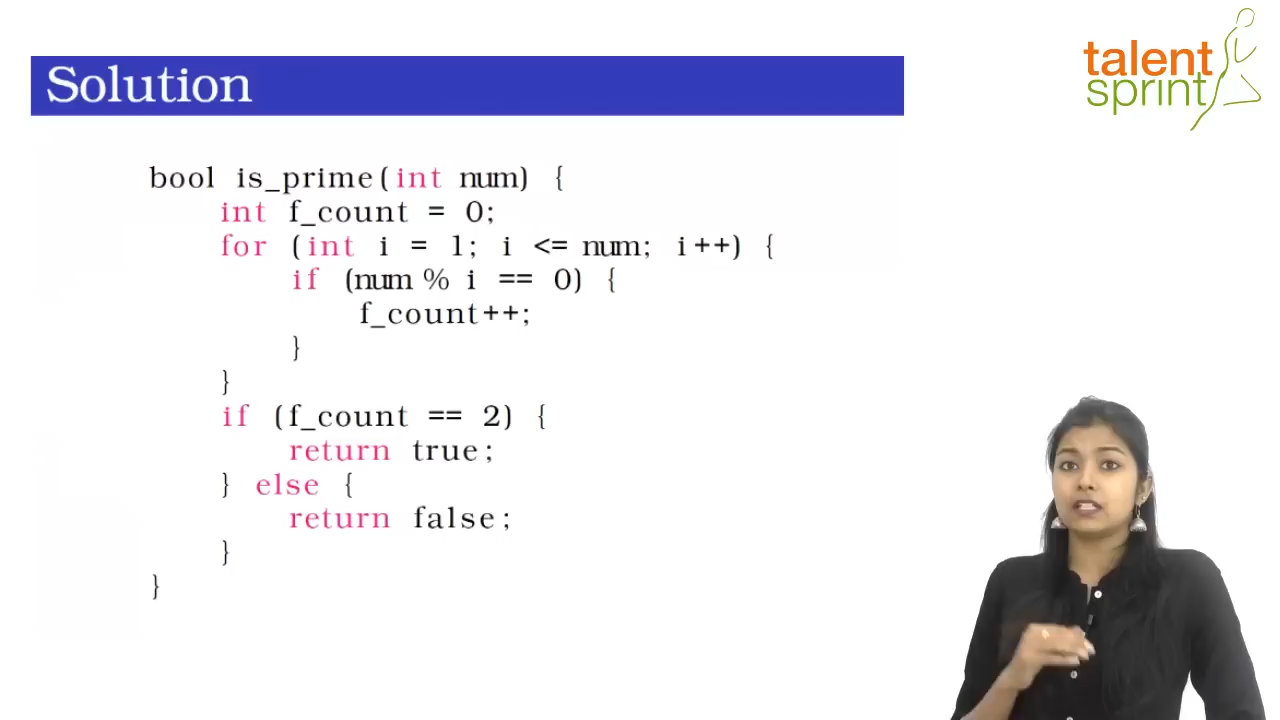 Solution
talent
sprint
bool is_prime(int num) {
int f_count = 0;
for (int i = 1; i <= num; i++) {
if (num % i == 0) {
f_count++;
}
}
if (f_count == 2) {
return true;
} else {
return false;
}
}